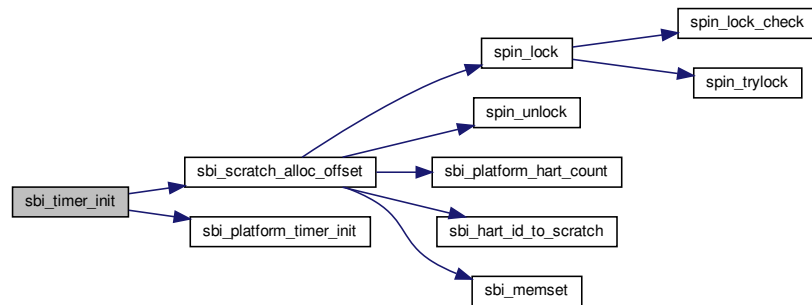 sbi_timer_init
sbi_scratch_alloc_offset
sbi_platform_timer_init
spin_lock
spin_unlock
sbi_platform_hart_count
sbi_hart_id_to_scratch
sbi_memset
spin_lock_check
spin_trylock